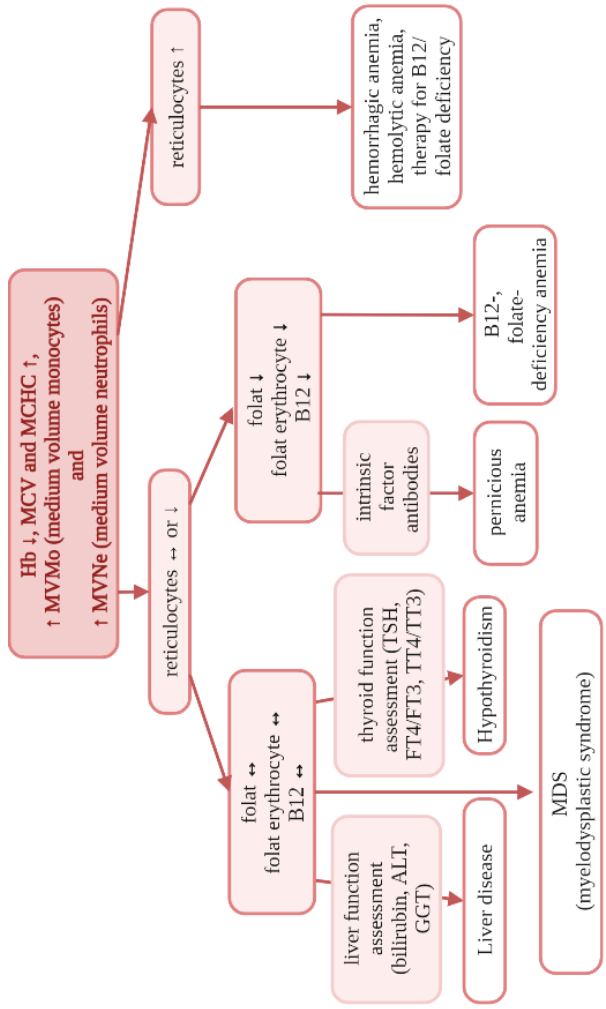 Hb ↓, MCV and MCHC ↑,
↑ MVMo (medium volume monocytes)
and
↑ MVNe (medium volume neutrophils)
reticulocytes ↔ or ↓
reticulocytes ↑
folat ↔
folat erythrocyte ↔
B12 ↔
folat ↓
folat erythrocyte ↓
B12 ↓
hemorrhagic anemia,
hemolytic anemia,
therapy for B12/
folate deficiency
liver function
assessment
(bilirubin, ALT,
GGT)
thyroid function
assessment (TSH,
FT4/FT3, TT4/TT3)
intrinsic
factor
antibodies
Liver disease
Hypothyroidism
pernicious
anemia
B12-,
folate-
deficiency anemia
MDS
(myelodysplastic syndrome)